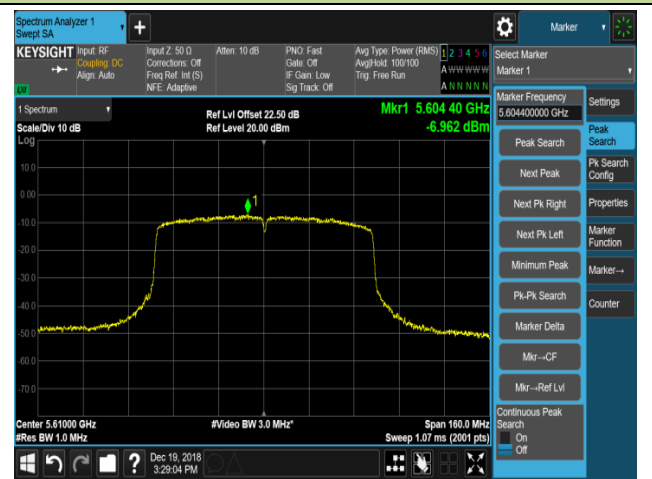 Spectrum Analyzer 1
Swept SA
Marker
KEYSIGHT
Input: RF
Coupling: DC
Align: Auto
Input Z: 50 Ω
Corrections: Off
Freq Ref: Int (S)
NFE: Adaptive
Atten: 10 dB
PNO: Fast
Gate: Off
IF Gain: Low
Sig Track: Off
Avg Type: Power (RMS)
Avg|Hold: 100/100
Trig: Free Run
1 2 3 4 5 6
A W W W W W
A N N N N N
LVI
Select Marker
Marker 1
1 Spectrum
Scale/Div 10 dB
Log
Ref Lvl Offset 22.50 dB
Ref Level 20.00 dBm
Mkr1 5.604 40 GHz
-6.962 dBm
10.0
0.00
-10.0
-20.0
-30.0
-40.0
-50.0
-60.0
-70.0
1
Center 5.61000 GHz
#Res BW 1.0 MHz
#Video BW 3.0 MHz*
Span 160.0 MHz
Sweep 1.07 ms (2001 pts)
Marker Frequency
5.604400000 GHz
Peak Search
Next Peak
Next Pk Right
Next Pk Left
Minimum Peak
Pk-Pk Search
Marker Delta
Mkr→CF
Mkr→Ref Lvl
Continuous Peak
Search
On
Off
Settings
Peak
Search
Pk Search
Config
Properties
Marker
Function
Marker→
Counter
?
Dec 19, 2018
3:29:04 PM